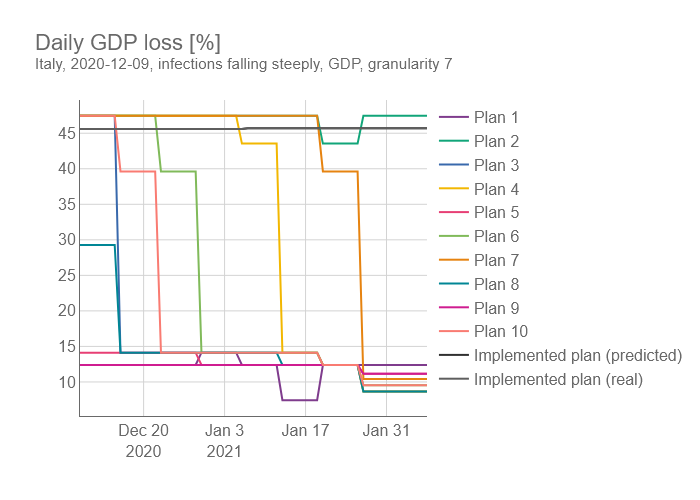 Daily GDP loss [%]
Italy, 2020-12-09, infections falling steeply, GDP, granularity 7
45
40
35
30
25
20
15
10
Dec 20
2020
Jan 3
2021
Jan 17
Jan 31
Plan 1
Plan 2
Plan 3
Plan 4
Plan 5
Plan 6
Plan 7
Plan 8
Plan 9
Plan 10
Implemented plan (predicted)
Implemented plan (real)